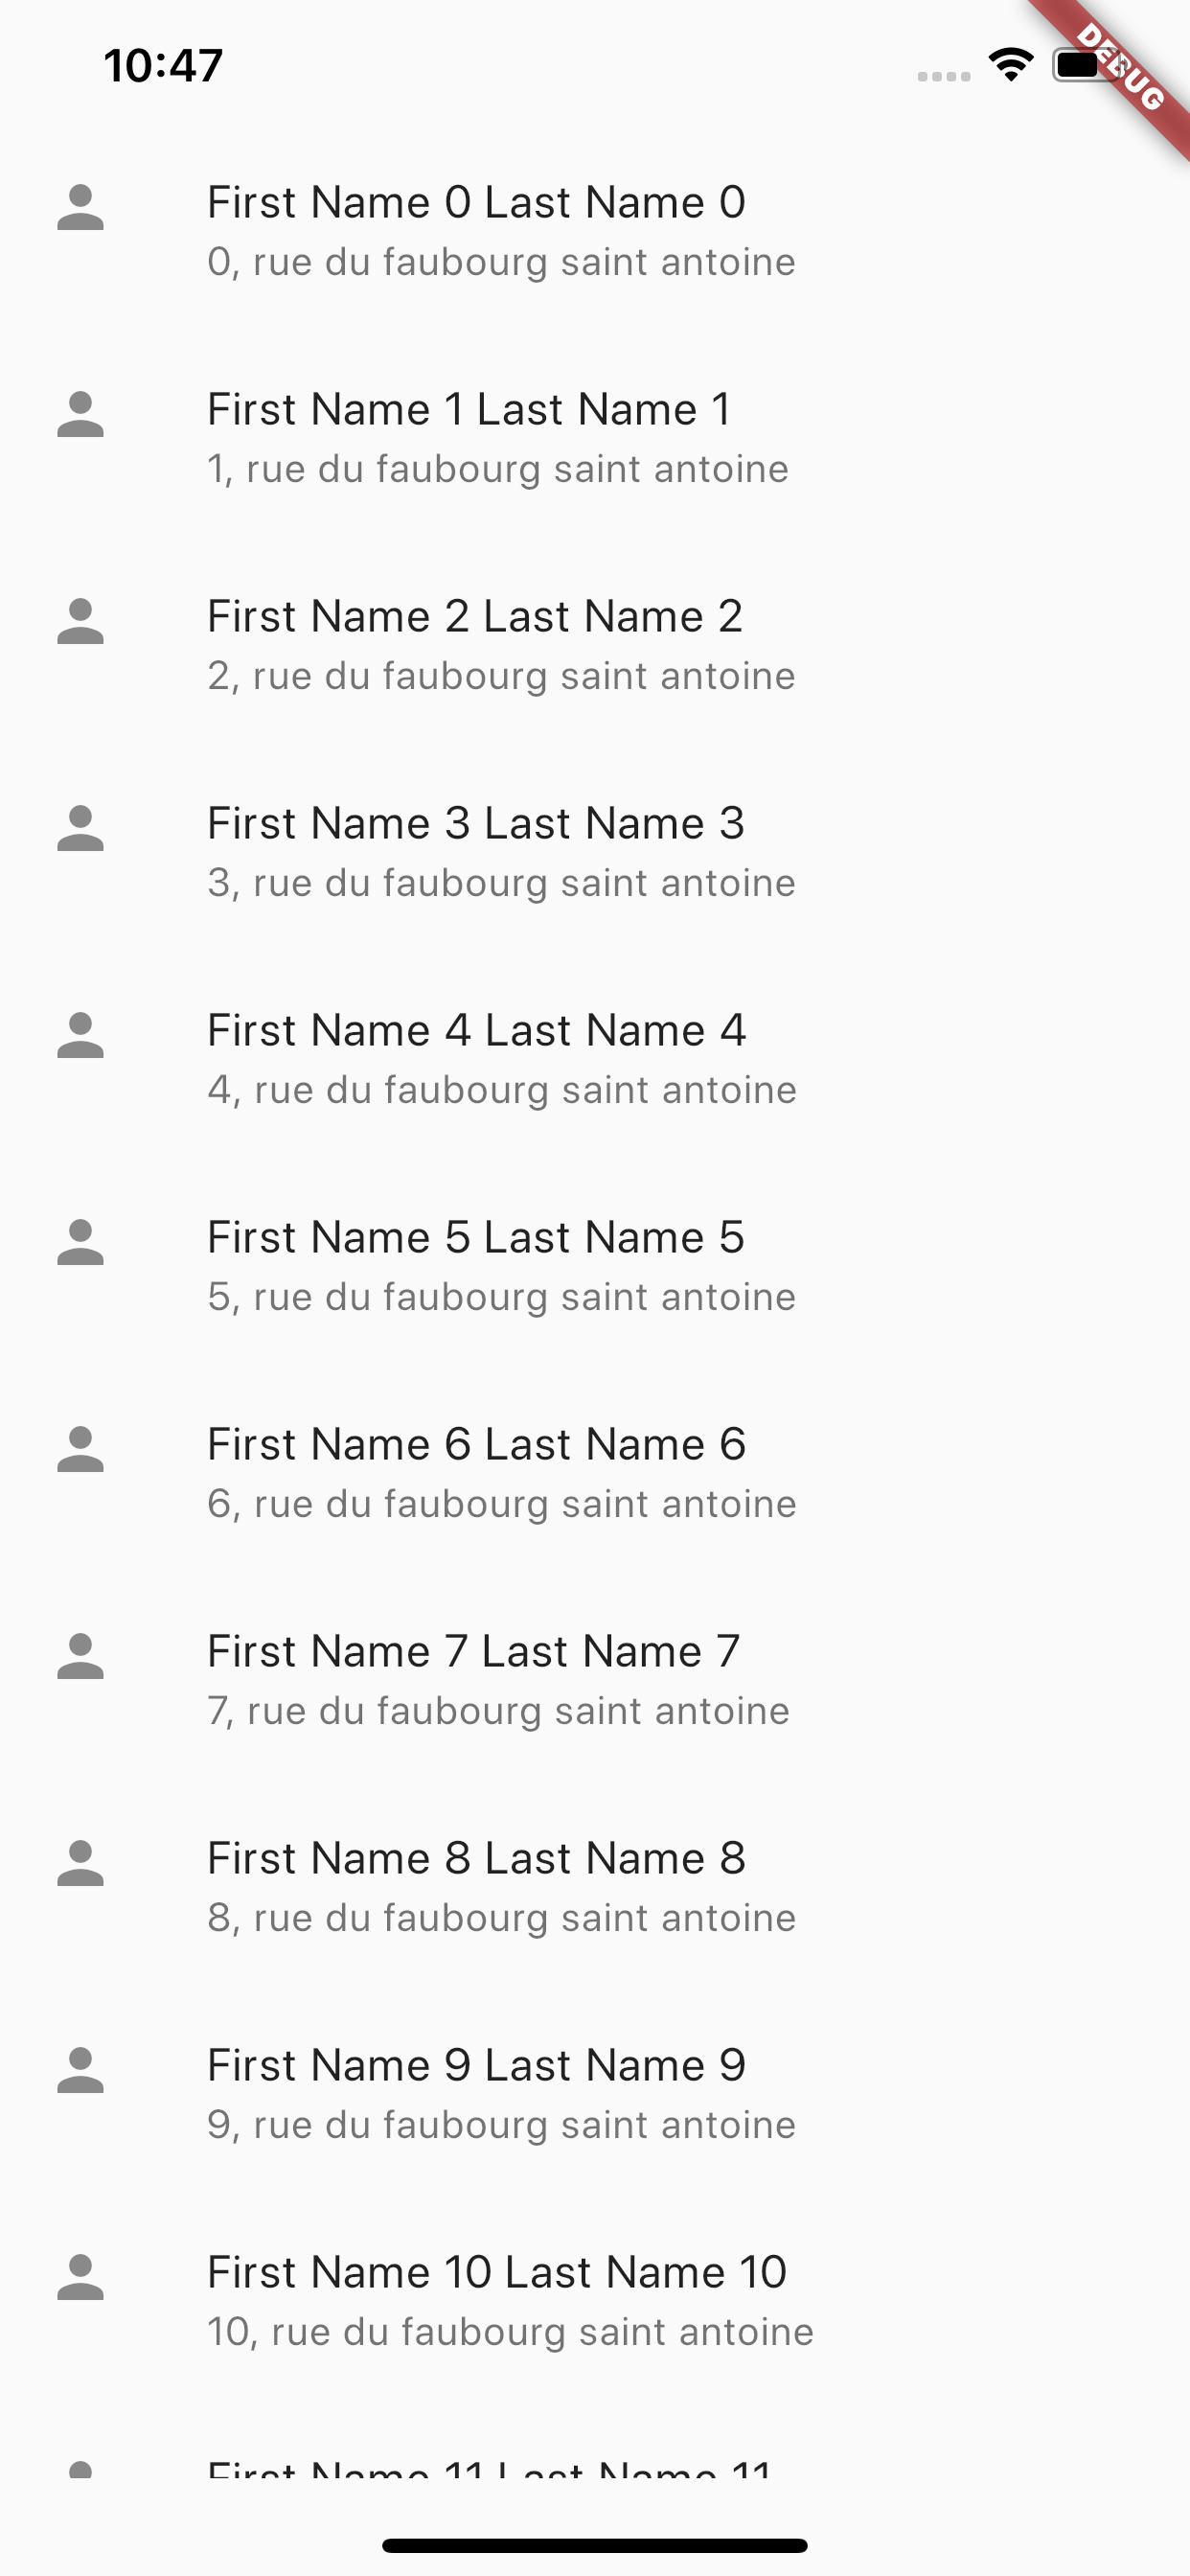 10:47
DEBUG
First Name 0 Last Name 0
0, rue du faubourg saint antoine
First Name 1 Last Name 1
1, rue du faubourg saint antoine
First Name 2 Last Name 2
2, rue du faubourg saint antoine
First Name 3 Last Name 3
3, rue du faubourg saint antoine
First Name 4 Last Name 4
4, rue du faubourg saint antoine
First Name 5 Last Name 5
5, rue du faubourg saint antoine
First Name 6 Last Name 6
6, rue du faubourg saint antoine
First Name 7 Last Name 7
7, rue du faubourg saint antoine
First Name 8 Last Name 8
8, rue du faubourg saint antoine
First Name 9 Last Name 9
9, rue du faubourg saint antoine
First Name 10 Last Name 10
10, rue du faubourg saint antoine
First Name 11 Last Name 11